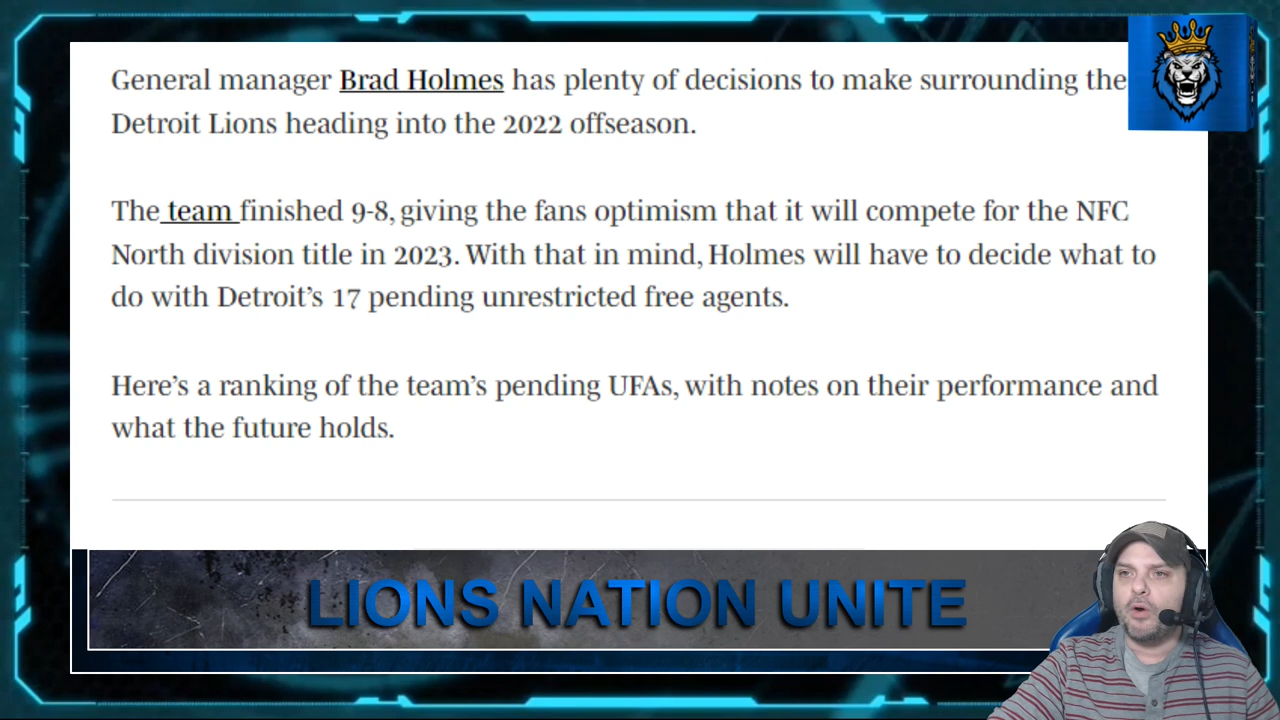 General manager Brad Holmes has plenty of decisions to make surrounding the
Detroit Lions heading into the 2022 offseason.
The team finished 9-8, giving the fans optimism that it will compete for the NFC
North division title in 2023. With that in mind, Holmes will have to decide what to
do with Detroit’s 17 pending unrestricted free agents.
Here’s a ranking of the team’s pending UFAs, with notes on their performance and
what the future holds.
LIONS NATION UNITE